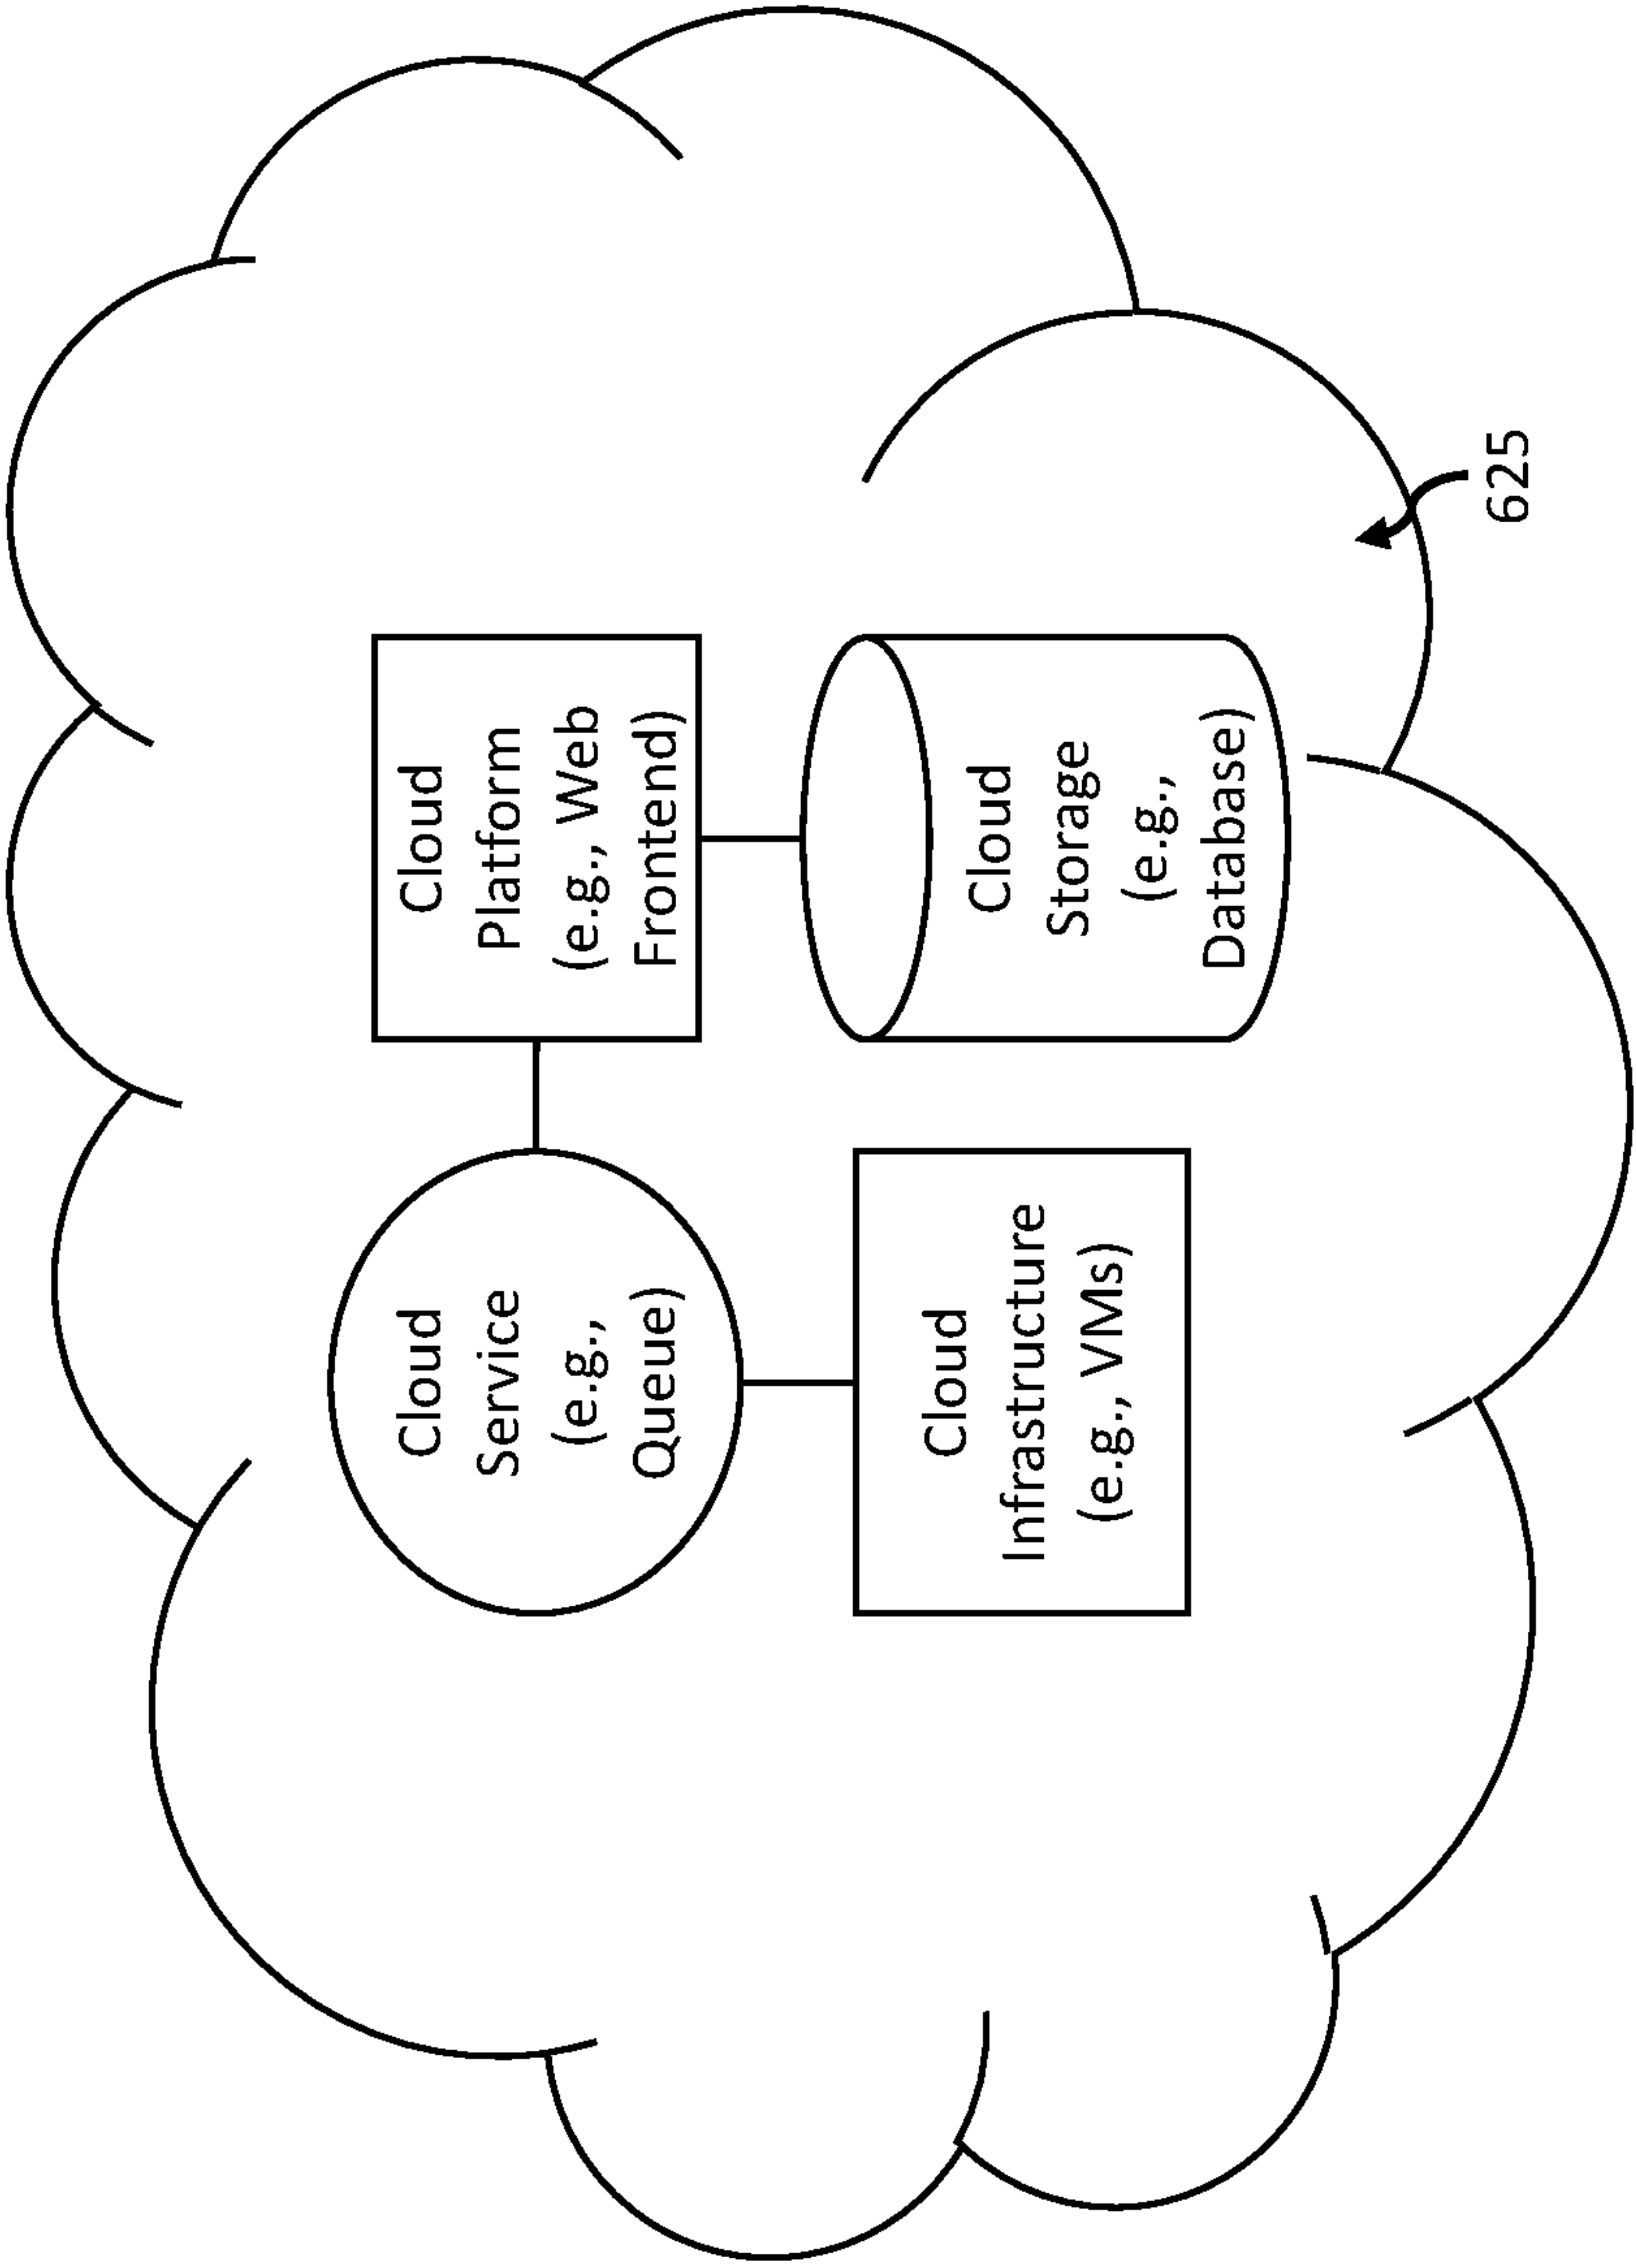 Cloud
Service
(e.g.,
Queue)
Cloud
Platform
(e.g., Web
Frontend)
Cloud
Infrastructure
(e.g., VMs)
Cloud
Storage
(e.g.,
Database)
625